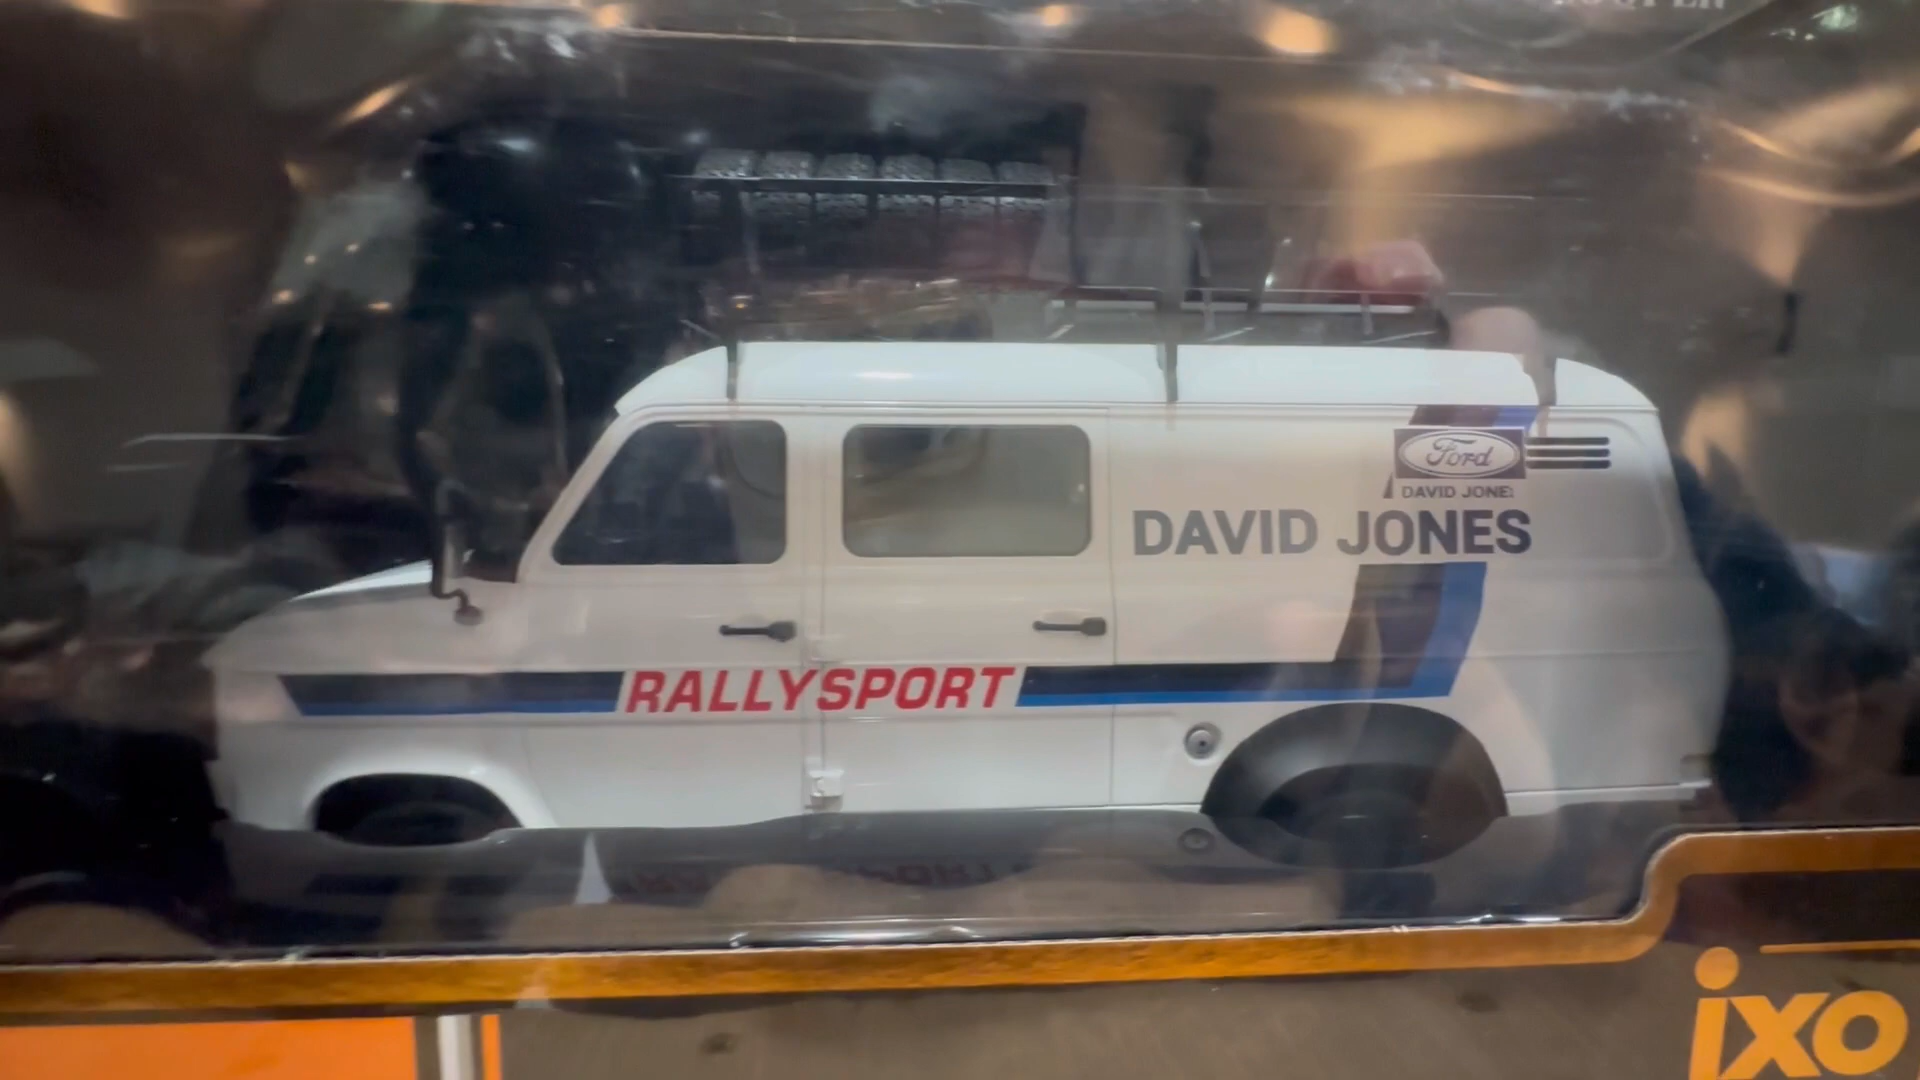 Ford
DAVID JONES
DAVID JONES
RALLYSPORT
ixo